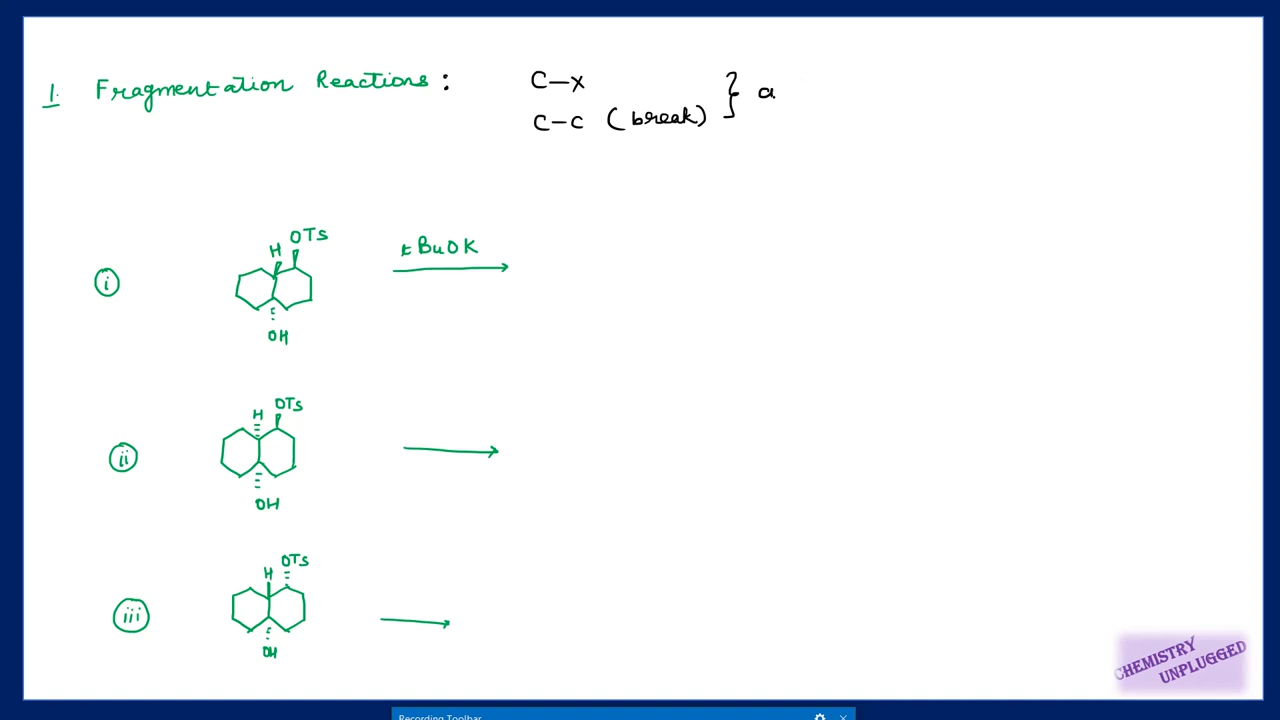 1. Fragmentation Reactions : C–X
C–C (break) } a
(i) H OTs tBuOK
OH
(ii) H OTs
OH
(iii) H OTs
OH
CHEMISTRY
UNPLUGGED
Recording Toolbar